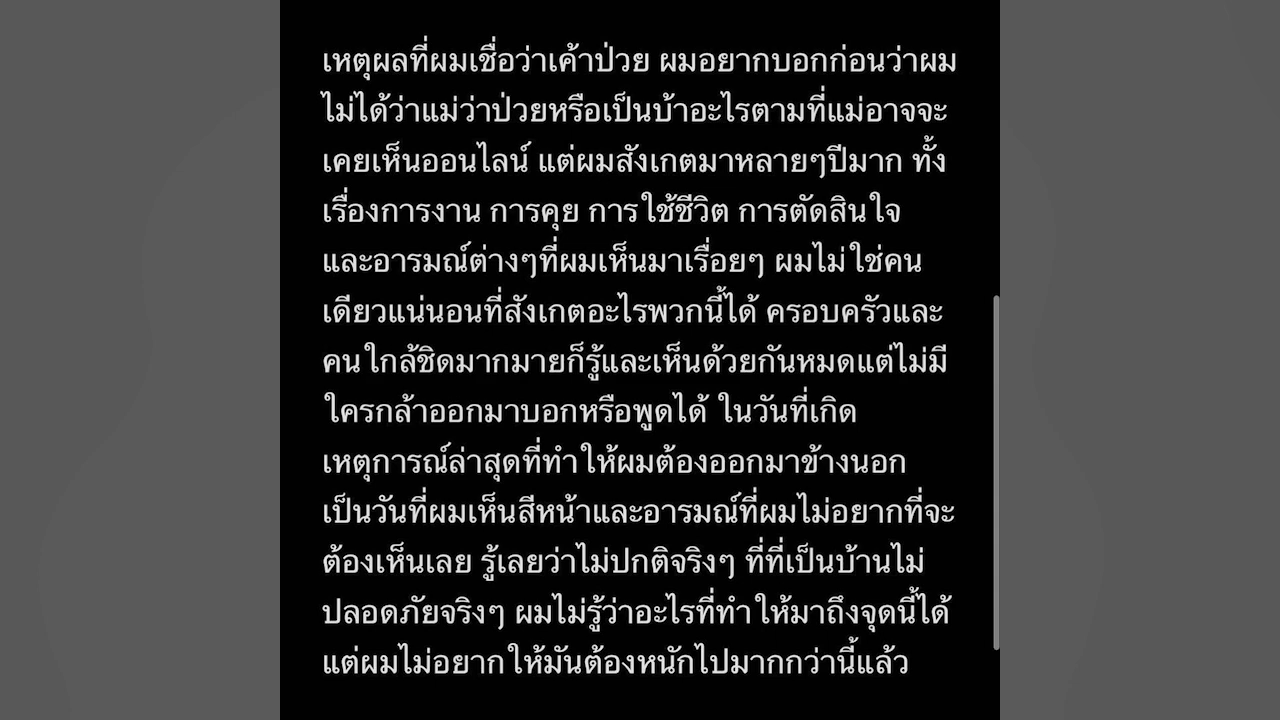 เหตุผลที่ผมเชื่อว่าเค้าป่วย ผมอยากบอกก่อนว่าผม
ไม่ได้ว่าแม่ว่าป่วยหรือเป็นบ้าอะไรตามที่แม่อาจจะ
เคยเห็นออนไลน์ แต่ผมสังเกตมาหลายๆปีมาก ทั้ง
เรื่องการงาน การคุย การใช้ชีวิต การตัดสินใจ
และอารมณ์ต่างๆที่ผมเห็นมาเรื่อยๆ ผมไม่ใช่คน
เดียวแน่นอนที่สังเกตอะไรพวกนี้ได้ ครอบครัวและ
คนใกล้ชิดมากมายก็รู้และเห็นด้วยกันหมดแต่ไม่มี
ใครกล้าออกมาบอกหรือพูดได้ ในวันที่เกิด
เหตุการณ์ล่าสุดที่ทำให้ผมต้องออกมาข้างนอก
เป็นวันที่ผมเห็นสีหน้าและอารมณ์ที่ผมไม่อยากที่จะ
ต้องเห็นเลย รู้เลยว่าไม่ปกติจริงๆ ที่ที่เป็นบ้านไม่
ปลอดภัยจริงๆ ผมไม่รู้ว่าอะไรที่ทำให้มาถึงจุดนี้ได้
แต่ผมไม่อยากให้มันต้องหนักไปมากกว่านี้แล้ว